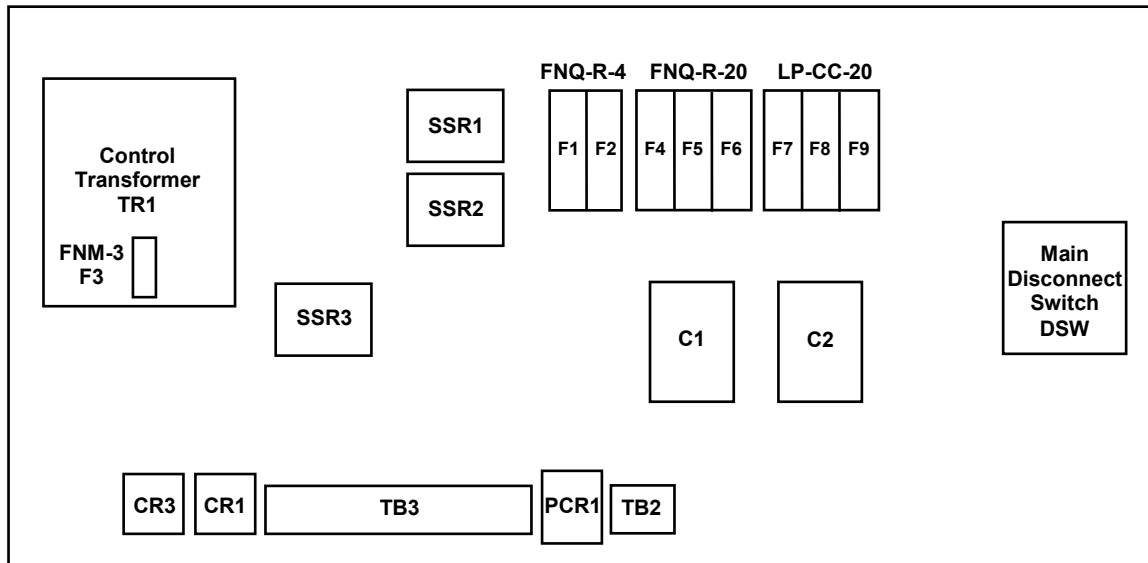 FNQ-R-4
FNQ-R-20
LP-CC-20
Control
Transformer
TR1
FNM-3
F3
SSR1
SSR2
SSR3
F1
F2
F4
F5
F6
F7
F8
F9
C1
C2
Main
Disconnect
Switch
DSW
CR3
CR1
TB3
PCR1
TB2